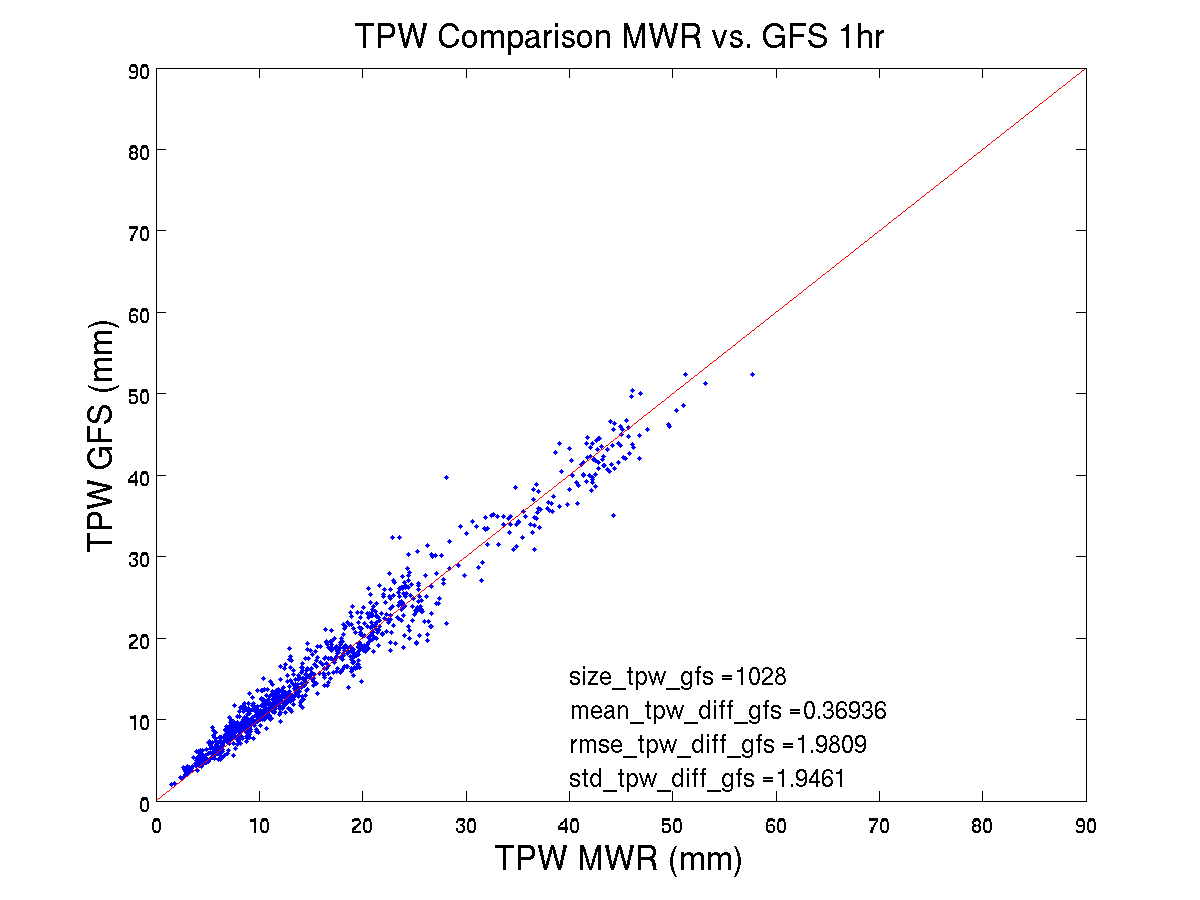 TPW Comparison MWR vs. GFS 1hr
90
80
70
60
50
40
30
20
10
0
TPW GFS (mm)
size_tpw_gfs =1028
mean_tpw_diff_gfs =0.36936
rmse_tpw_diff_gfs =1.9809
std_tpw_diff_gfs =1.9461
0 10 20 30 40 50 60 70 80 90
TPW MWR (mm)